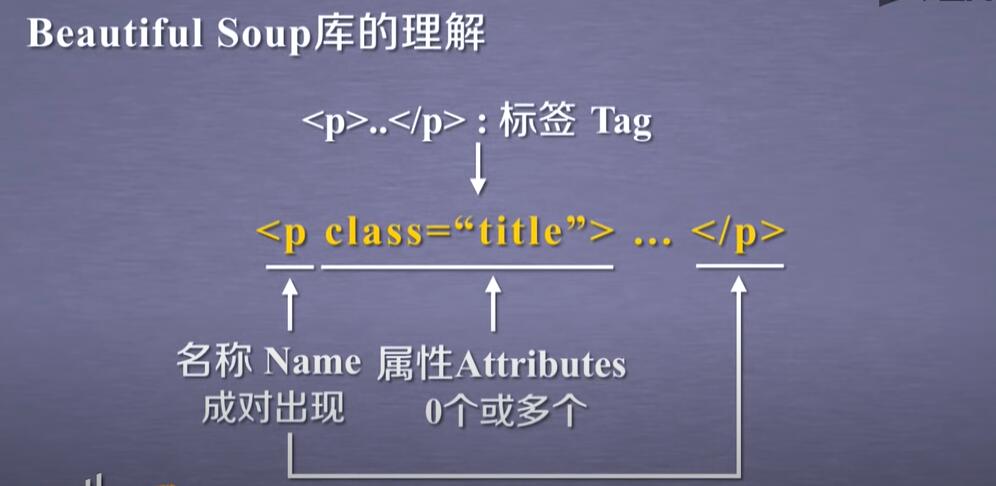 Beautiful Soup库的理解
<p>..</p> : 标签 Tag
<p class=“title”> … </p>
名称 Name 属性Attributes
成对出现 0个或多个